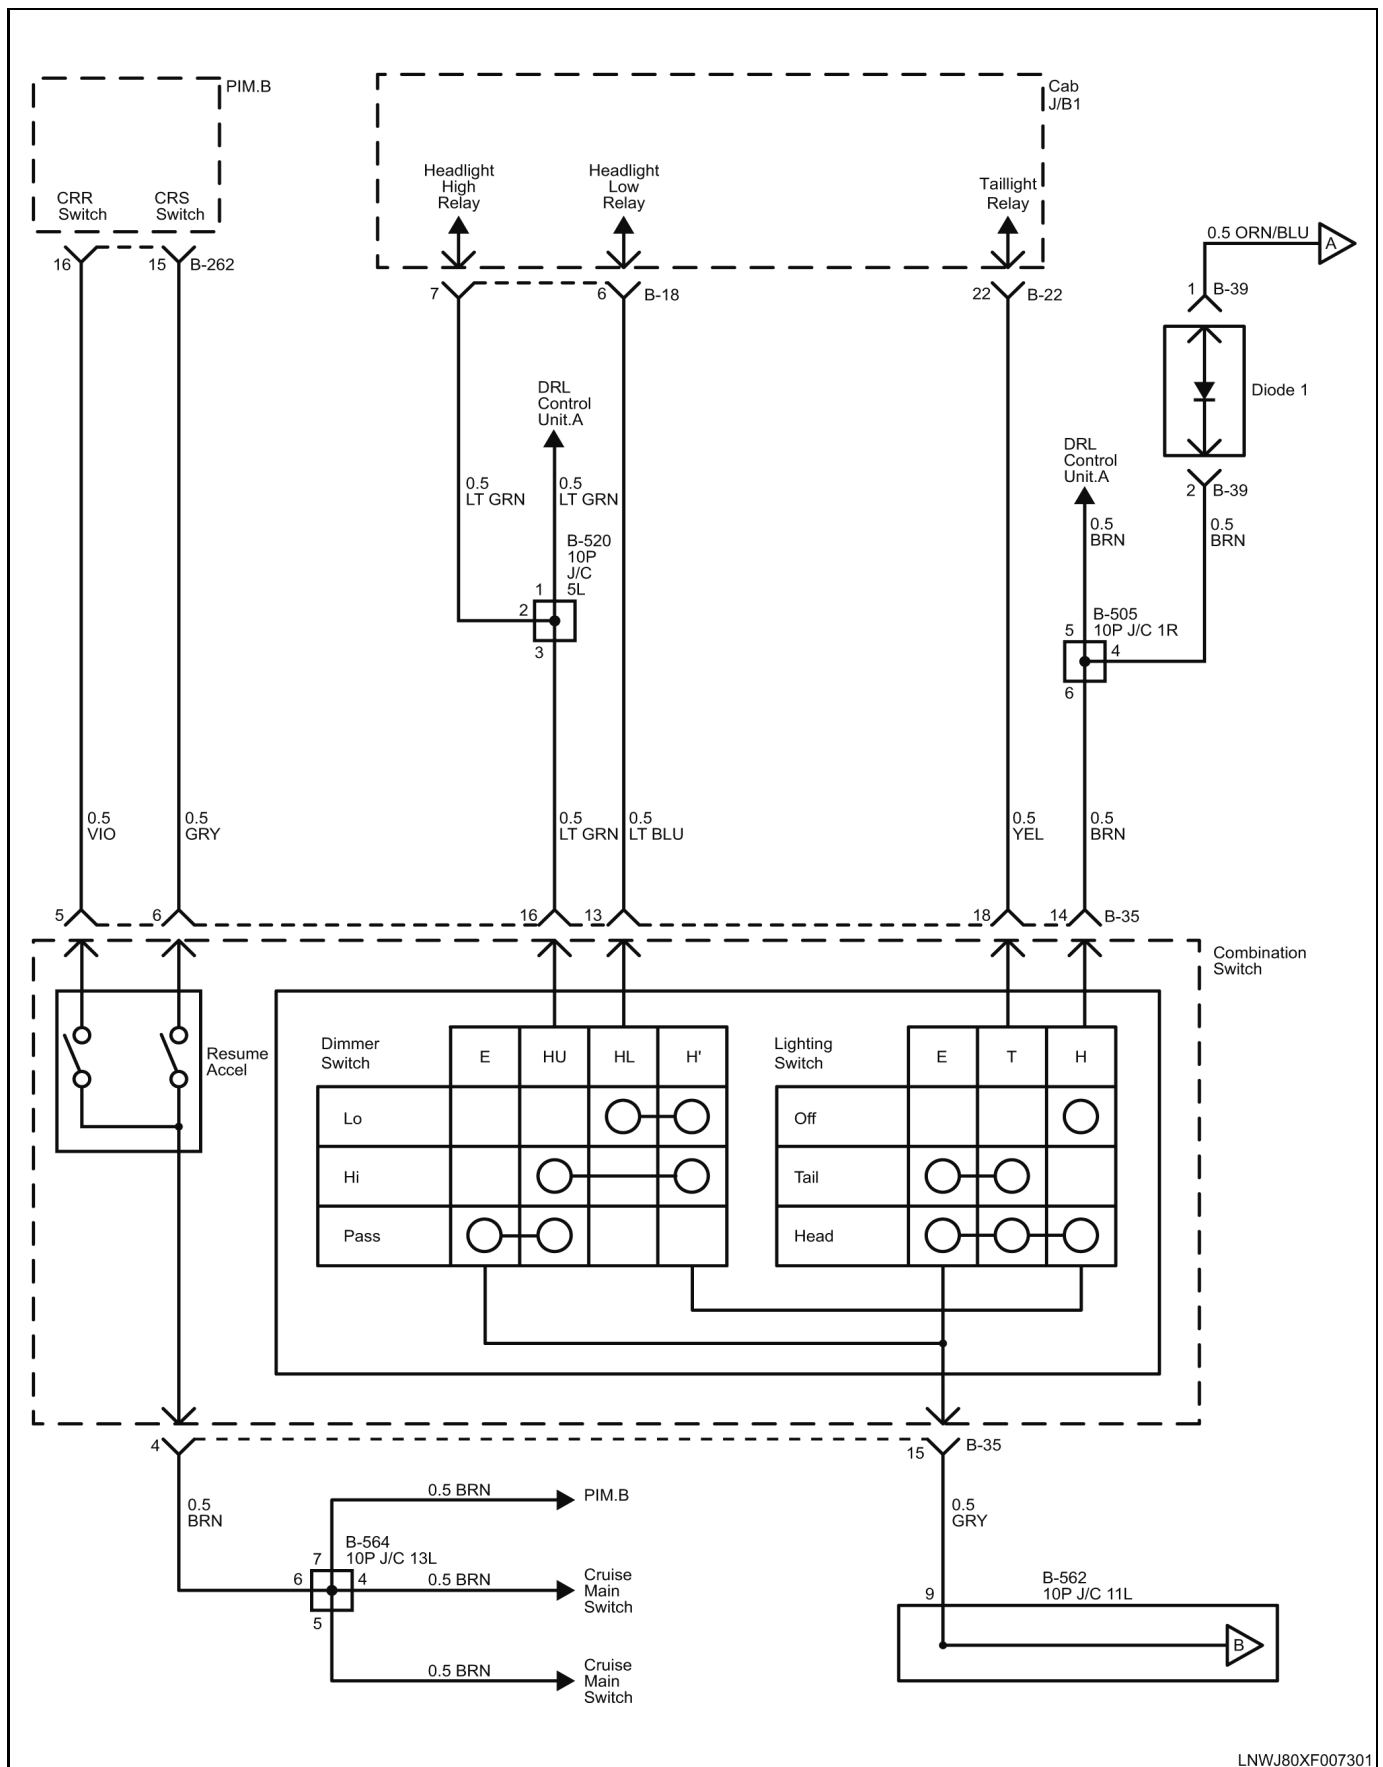 PIM.B
CRR
Switch
CRS
Switch
16
15
B-262
Cab
J/B1
Headlight
High
Relay
Headlight
Low
Relay
Taillight
Relay
7
6
B-18
22
B-22
0.5 ORN/BLU
A
1
B-39
Diode 1
2
B-39
0.5
BRN
DRL
Control
Unit.A
0.5
LT GRN
0.5
LT GRN
B-520
10P
J/C
5L
1
2
3
DRL
Control
Unit.A
0.5
BRN
B-505
10P J/C 1R
5
4
6
0.5
VIO
0.5
GRY
0.5
LT GRN
0.5
LT BLU
0.5
YEL
0.5
BRN
5
6
16
13
18
14
B-35
Combination
Switch
Resume
Accel
Dimmer
Switch
E
HU
HL
H'
Lo
Hi
Pass
Lighting
Switch
E
T
H
Off
Tail
Head
4
15
B-35
0.5
BRN
0.5 BRN
PIM.B
B-564
10P J/C 13L
7
6
4
5
0.5 BRN
Cruise
Main
Switch
0.5 BRN
Cruise
Main
Switch
0.5
GRY
B-562
10P J/C 11L
9
B
LNWJ80XF007301